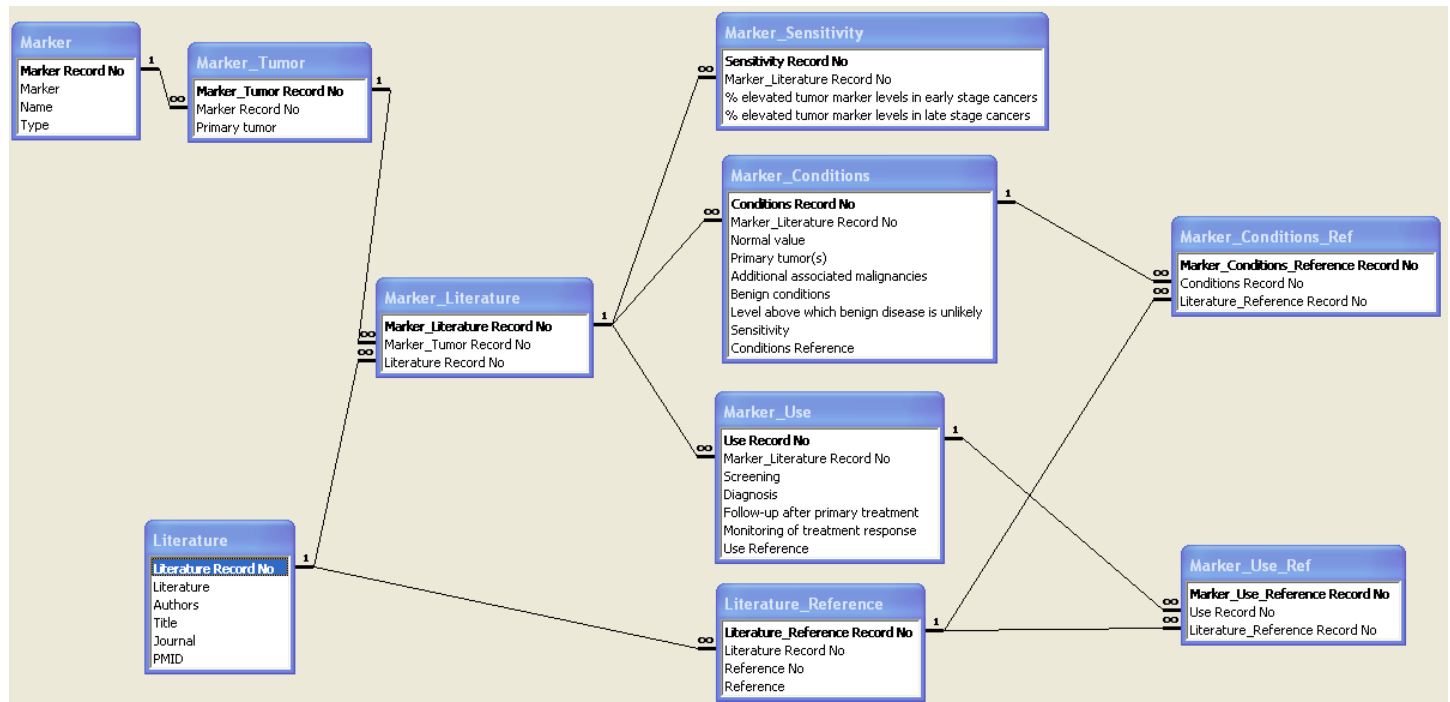 Marker
Marker Record No
Marker
Name
Type
1
∞
Marker_Tumor
Marker_Tumor Record No
Marker Record No
Primary tumor
1
Marker_Sensitivity
Sensitivity Record No
Marker_Literature Record No
% elevated tumor marker levels in early stage cancers
% elevated tumor marker levels in late stage cancers
∞
Marker_Conditions
Conditions Record No
Marker_Literature Record No
Normal value
Primary tumor(s)
Additional associated malignancies
Benign conditions
Level above which benign disease is unlikely
Sensitivity
Conditions Reference
∞
1
Marker_Conditions_Ref
Marker_Conditions_Reference Record No
Conditions Record No
Literature_Reference Record No
∞
∞
Marker_Literature
Marker_Literature Record No
Marker_Tumor Record No
Literature Record No
∞
∞
1
Marker_Use
Use Record No
Marker_Literature Record No
Screening
Diagnosis
Follow-up after primary treatment
Monitoring of treatment response
Use Reference
∞
1
Literature
Literature Record No
Literature
Authors
Title
Journal
PMID
1
Literature_Reference
Literature_Reference Record No
Literature Record No
Reference No
Reference
∞
1
Marker_Use_Ref
Marker_Use_Reference Record No
Use Record No
Literature_Reference Record No
∞
∞